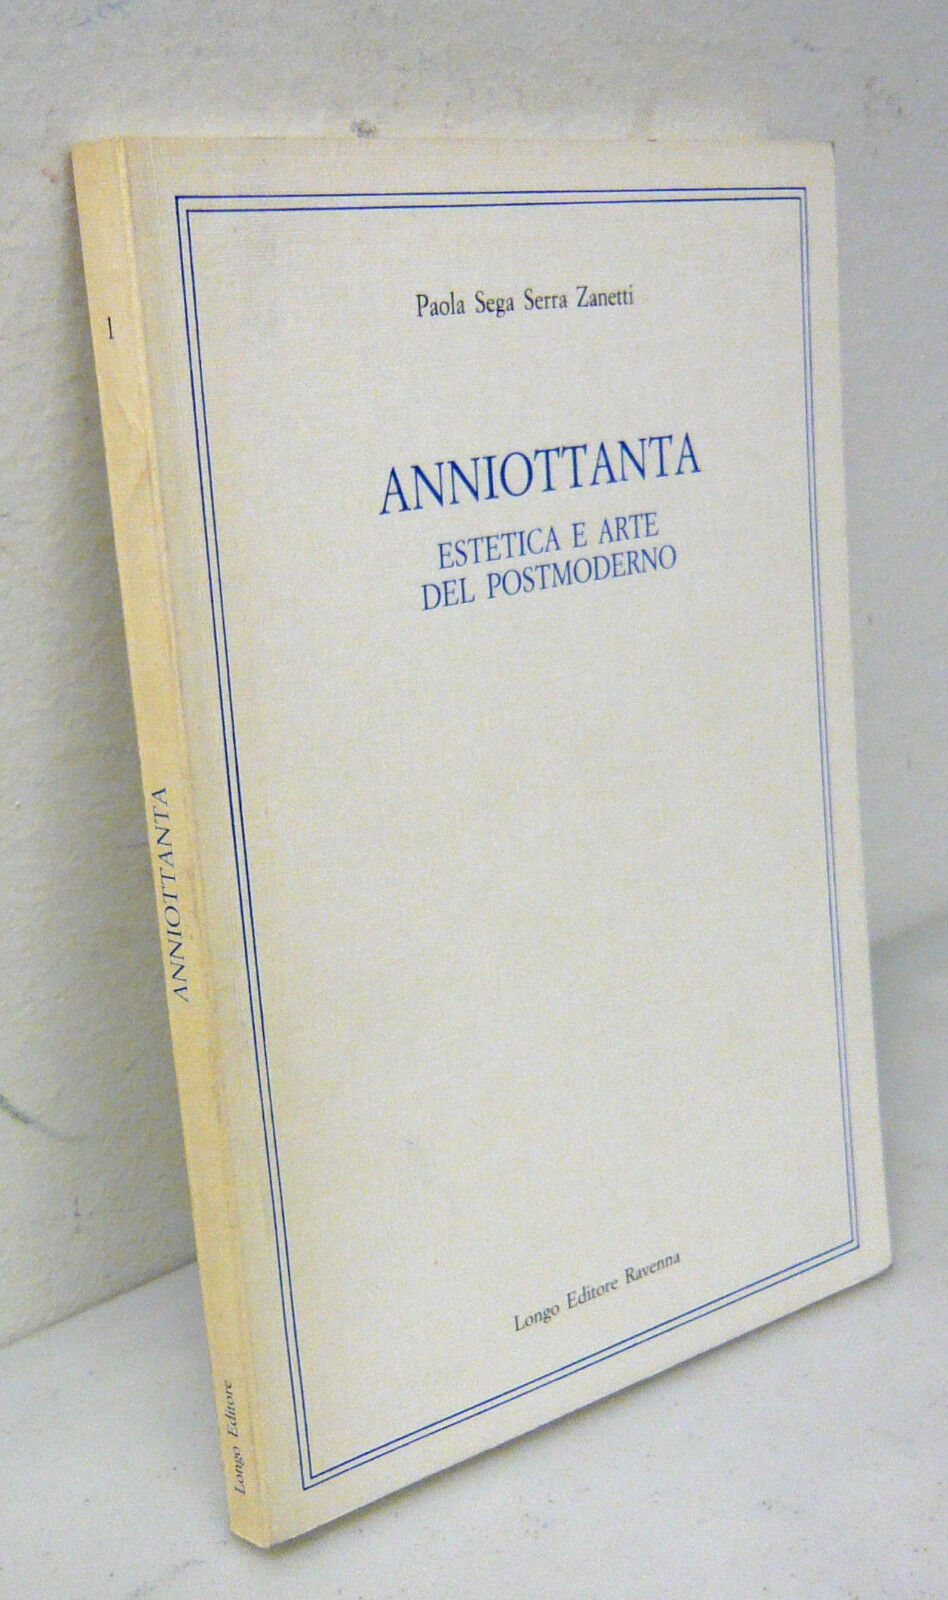 Paola Sega Serra Zanetti
ANNIOTTANTA
ESTETICA E ARTE
DEL POSTMODERNO
Longo Editore Ravenna
1
ANNIOTTANTA
Longo Editore